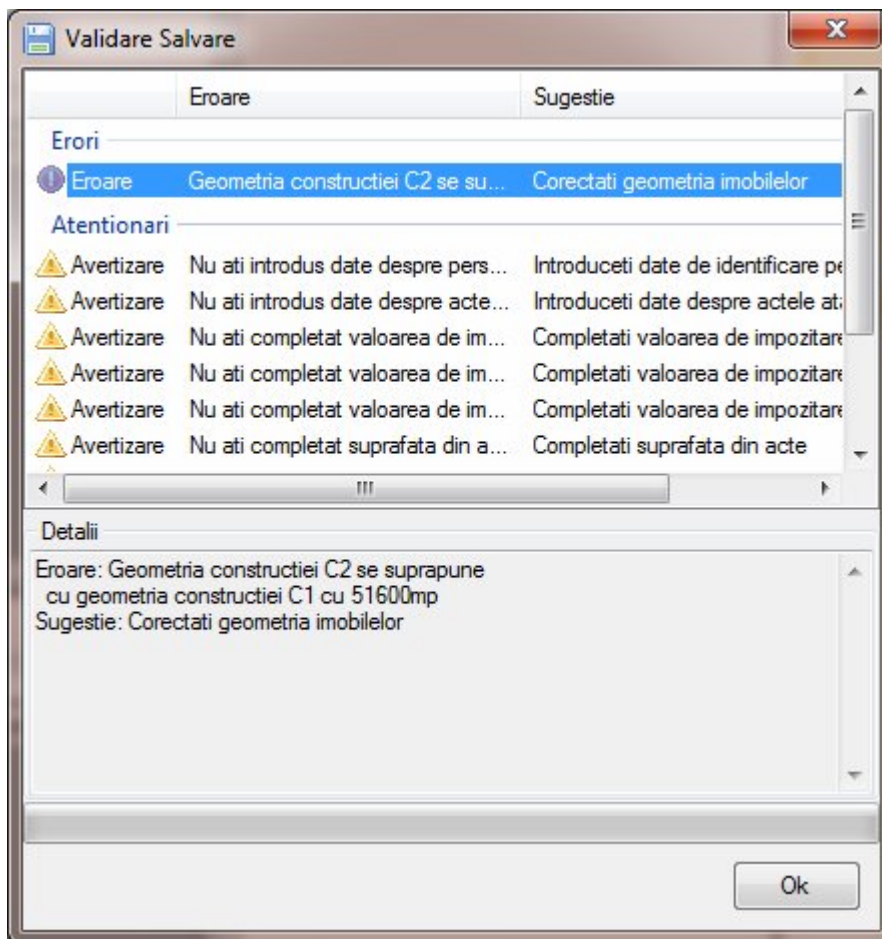 Validare Salvare
Eroare Sugestie
Erori
Eroare Geometria constructiei C2 se su... Corectati geometria imobilelor
Atentionari
Avertizare Nu ati introdus date despre pers... Introduceti date de identificare pe
Avertizare Nu ati introdus date despre acte... Introduceti date despre actele ata
Avertizare Nu ati completat valoarea de im... Completati valoarea de impozitare
Avertizare Nu ati completat valoarea de im... Completati valoarea de impozitare
Avertizare Nu ati completat valoarea de im... Completati valoarea de impozitare
Avertizare Nu ati completat suprafata din a... Completati suprafata din acte
Detalii
Eroare: Geometria constructiei C2 se suprapune
cu geometria constructiei C1 cu 51600mp
Sugestie: Corectati geometria imobilelor
Ok